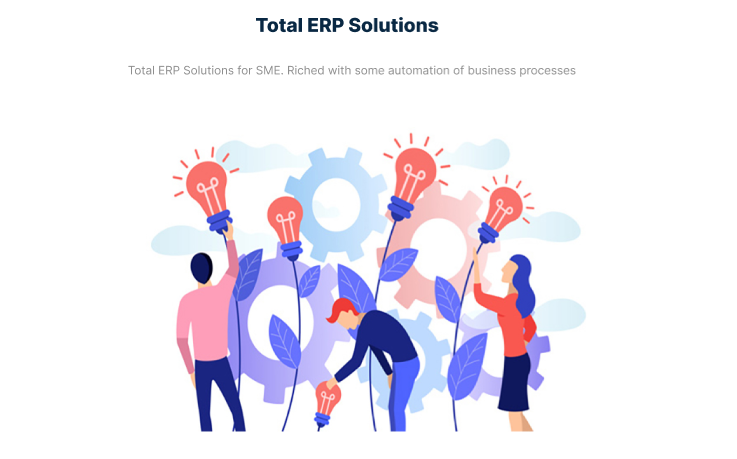 Total ERP Solutions
Total ERP Solutions for SME. Riched with some automation of business processes